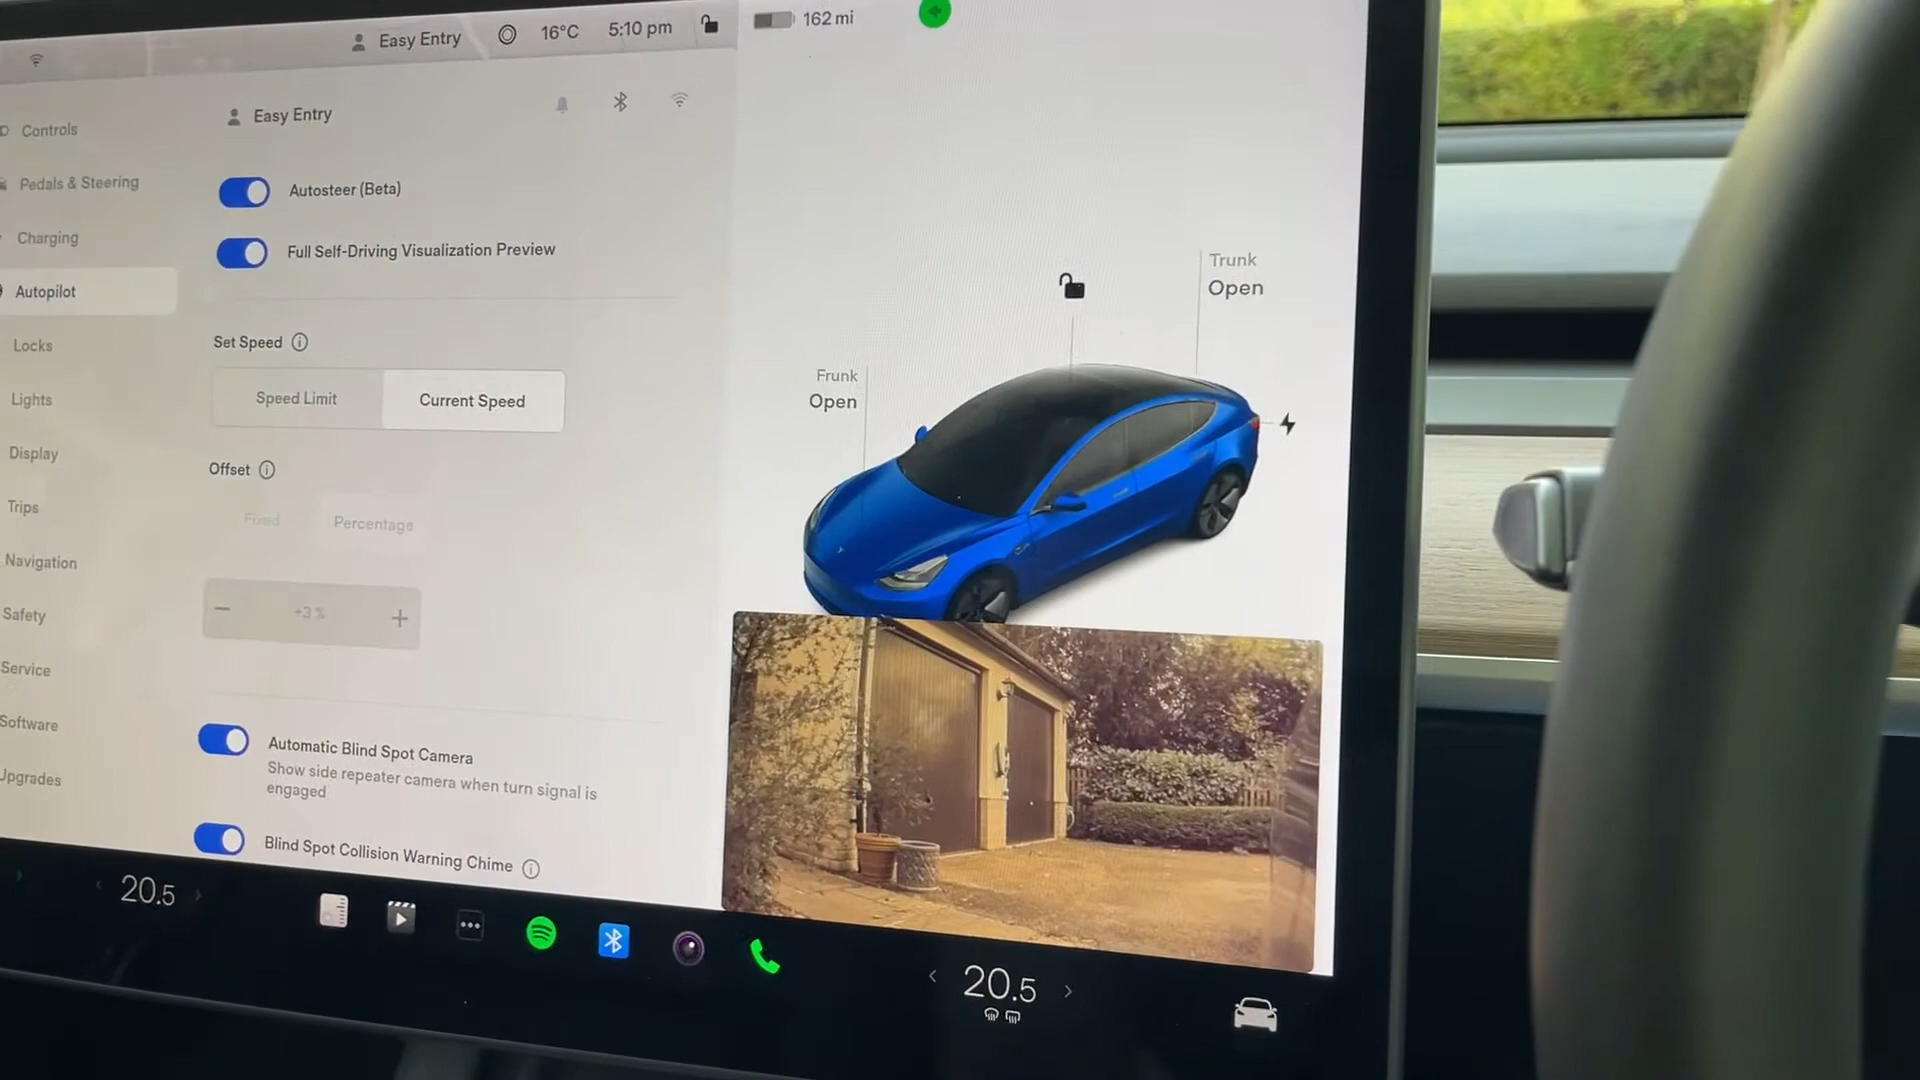 Easy Entry
16°C
5:10 pm
162 mi
Controls
Pedals & Steering
Charging
Autopilot
Locks
Lights
Display
Trips
Navigation
Safety
Service
Software
Upgrades
Easy Entry
Autosteer (Beta)
Full Self-Driving Visualization Preview
Set Speed
Speed Limit
Current Speed
Offset
Fixed
Percentage
− +3 % +
Automatic Blind Spot Camera
Show side repeater camera when turn signal is
engaged
Blind Spot Collision Warning Chime
Trunk
Open
Frunk
Open
20.5
20.5